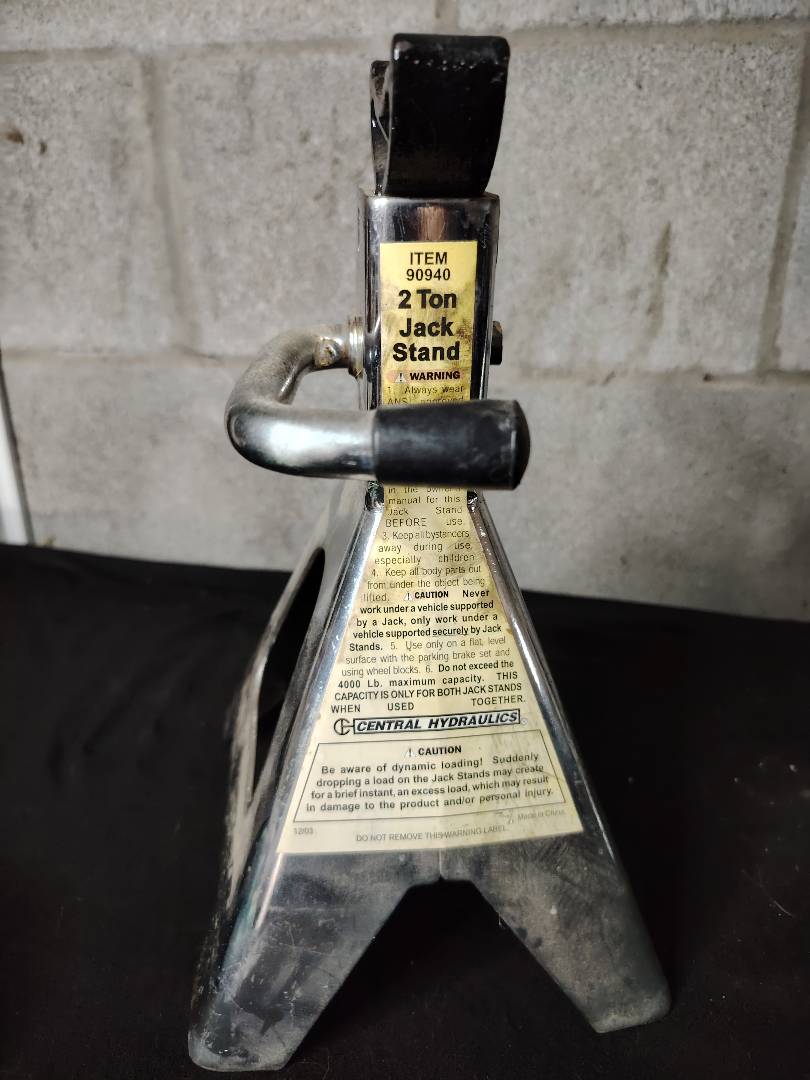 ITEM
90940
2 Ton
Jack
Stand
WARNING
1. Always wear
ANSI approved
in the owner's
manual for this
Jack Stand
BEFORE use.
3. Keep all bystanders
away during use,
especially children.
4. Keep all body parts out
from under the object being
lifted. CAUTION Never
work under a vehicle supported
by a Jack, only work under a
vehicle supported securely by Jack
Stands. 5. Use only on a flat, level
surface with the parking brake set and
using wheel blocks. 6. Do not exceed the
4000 Lb. maximum capacity. THIS
CAPACITY IS ONLY FOR BOTH JACK STANDS
WHEN USED TOGETHER.
CH CENTRAL HYDRAULICS
CAUTION
Be aware of dynamic loading! Suddenly
dropping a load on the Jack Stands may create
for a brief instant, an excess load, which may result
in damage to the product and/or personal injury.
Made in China
12/03
DO NOT REMOVE THIS WARNING LABEL